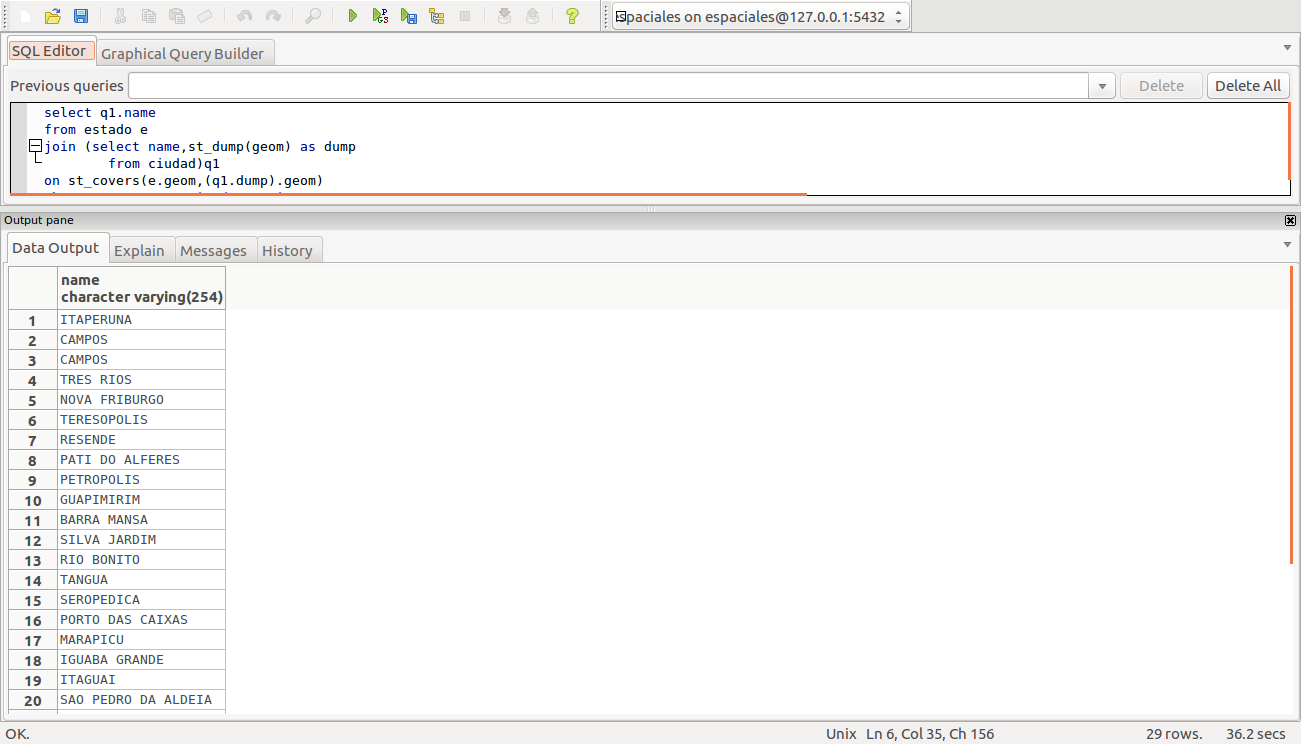 espaciales on espaciales@127.0.0.1:5432
SQL Editor
Graphical Query Builder
Previous queries
Delete
Delete All
select q1.name
from estado e
join (select name,st_dump(geom) as dump
from ciudad)q1
on st_covers(e.geom,(q1.dump).geom)
Output pane
Data Output
Explain
Messages
History
name
character varying(254)
1 ITAPERUNA
2 CAMPOS
3 CAMPOS
4 TRES RIOS
5 NOVA FRIBURGO
6 TERESOPOLIS
7 RESENDE
8 PATI DO ALFERES
9 PETROPOLIS
10 GUAPIMIRIM
11 BARRA MANSA
12 SILVA JARDIM
13 RIO BONITO
14 TANGUA
15 SEROPEDICA
16 PORTO DAS CAIXAS
17 MARAPICU
18 IGUABA GRANDE
19 ITAGUAI
20 SAO PEDRO DA ALDEIA
OK.
Unix Ln 6, Col 35, Ch 156
29 rows.
36.2 secs